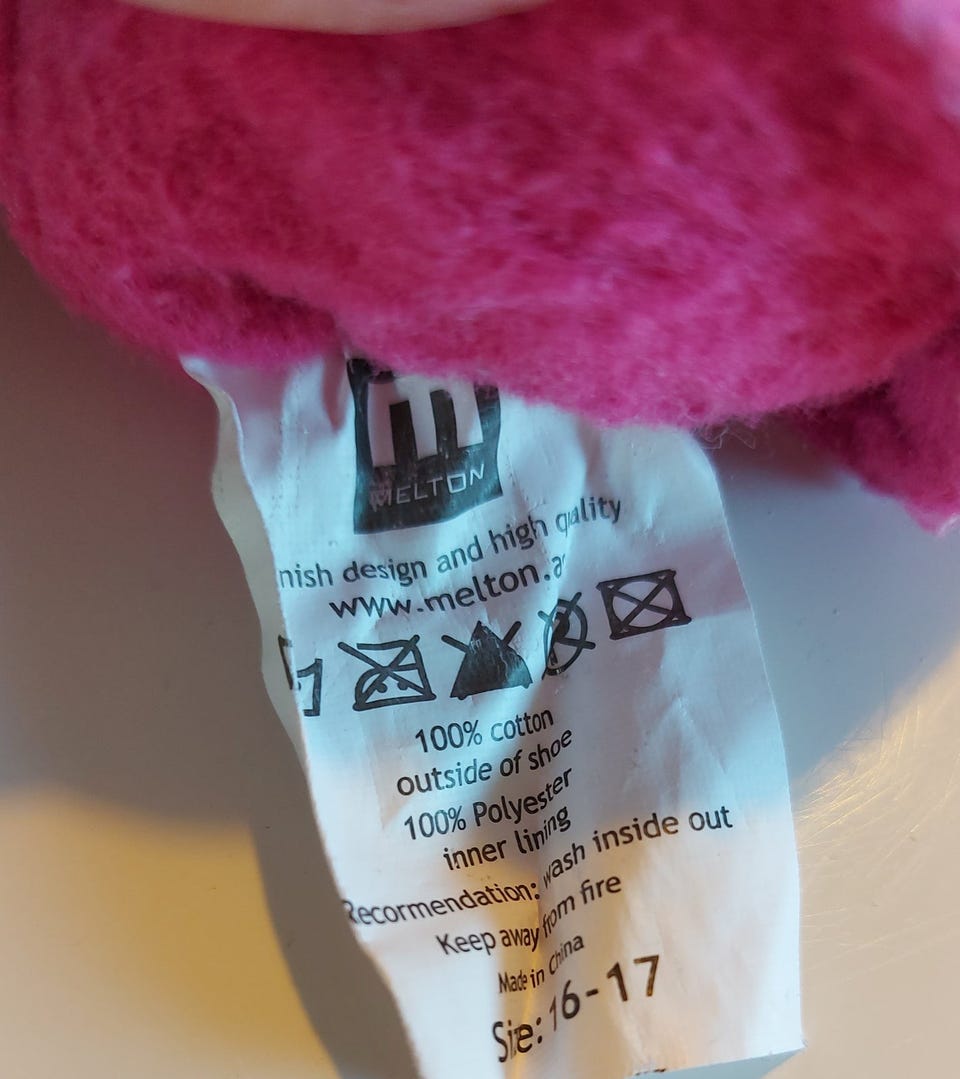 MELTON
nish design and high quality
www.melton.a
100% cotton
outside of shoe
100% Polyester
inner lining
Recormendation: wash inside out
Keep away from fire
Made in China
Size: 16-17